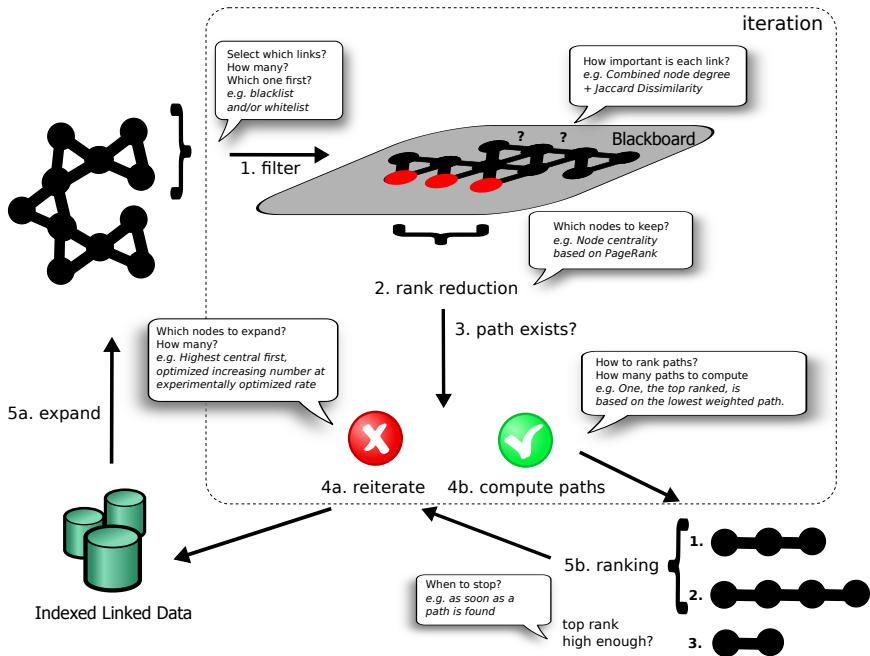 iteration
Select which links?
How many?
Which one first?
e.g. blacklist
and/or whitelist
How important is each link?
e.g. Combined node degree
+ Jaccard Dissimilarity
? ?
Blackboard
1. filter
Which nodes to keep?
e.g. Node centrality
based on PageRank
2. rank reduction
3. path exists?
Which nodes to expand?
How many?
e.g. Highest central first,
optimized increasing number at
experimentally optimized rate
How to rank paths?
How many paths to compute
e.g. One, the top ranked, is
based on the lowest weighted path.
5a. expand
4a. reiterate
4b. compute paths
Indexed Linked Data
5b. ranking
1.
2.
3.
When to stop?
e.g. as soon as a
path is found
top rank
high enough?